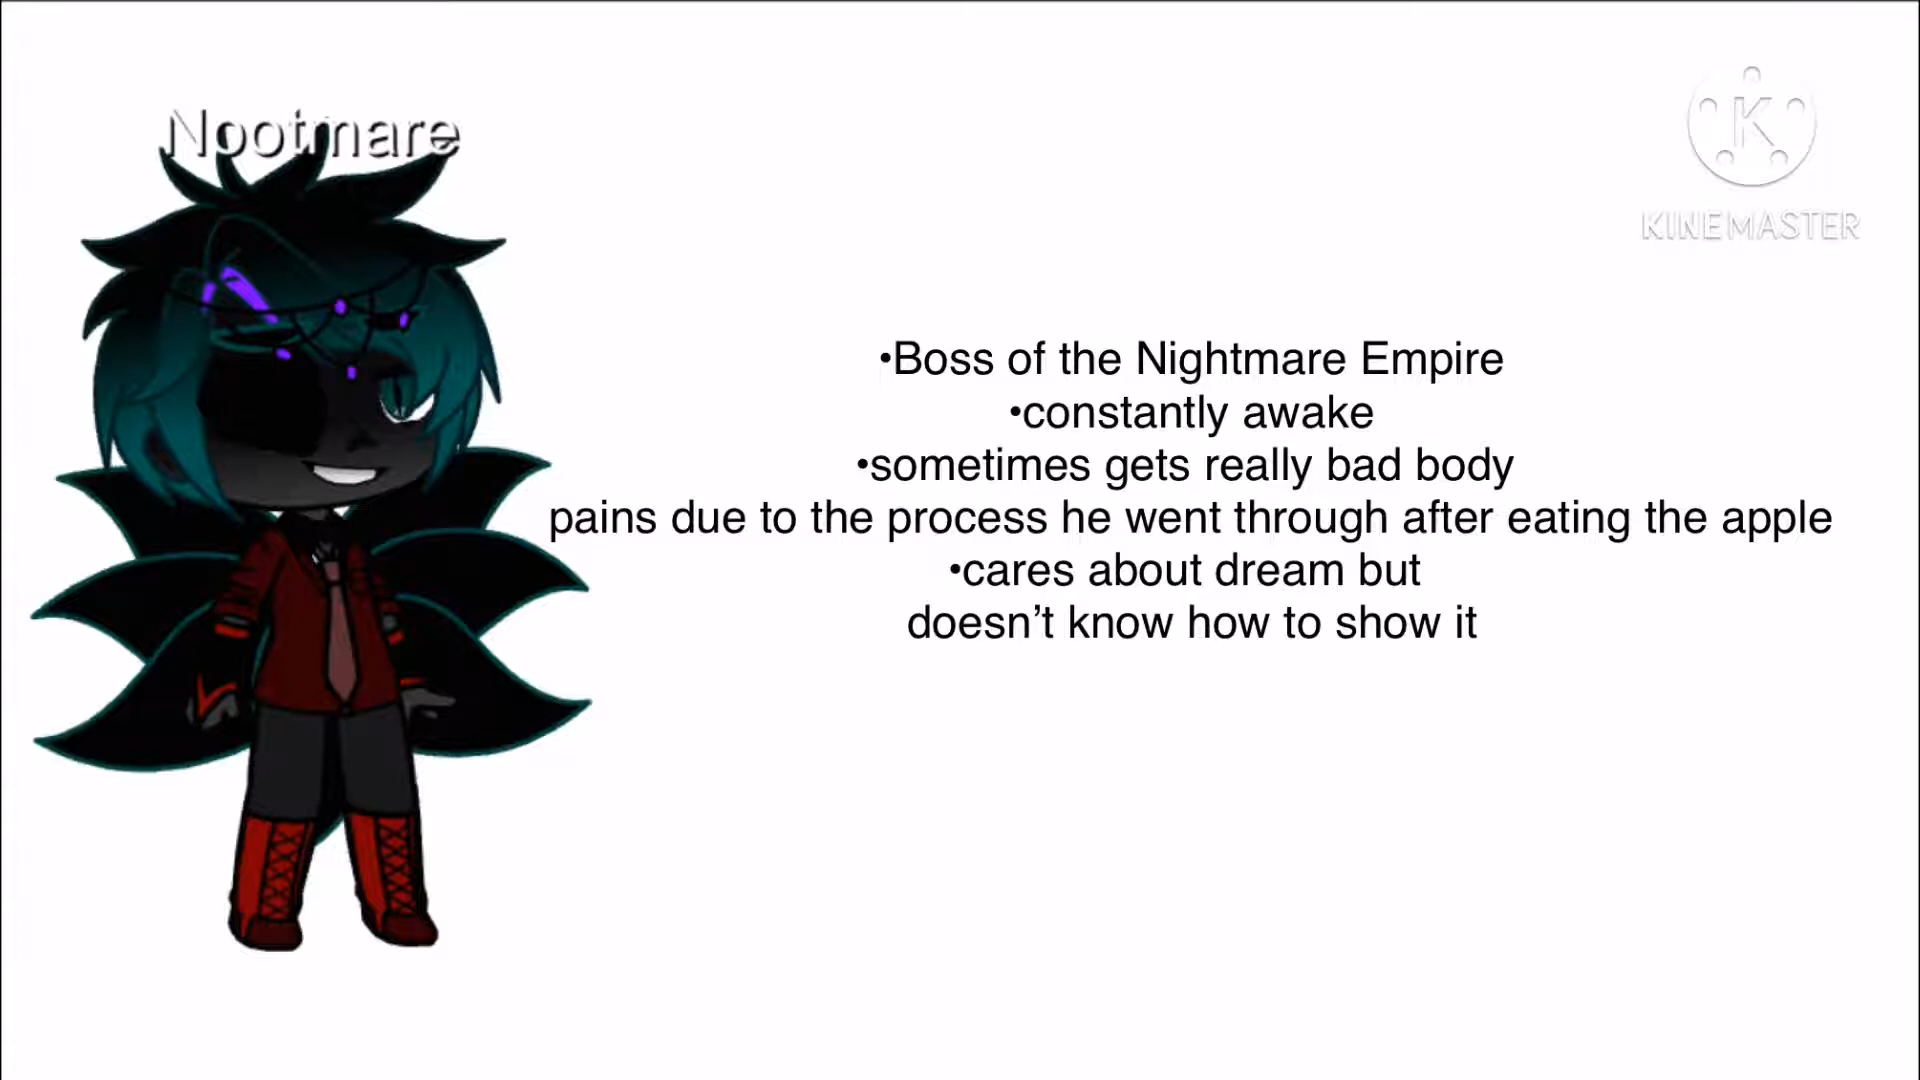 Nootmare
K
KINEMASTER
•Boss of the Nightmare Empire
•constantly awake
•sometimes gets really bad body
pains due to the process he went through after eating the apple
•cares about dream but
doesn’t know how to show it